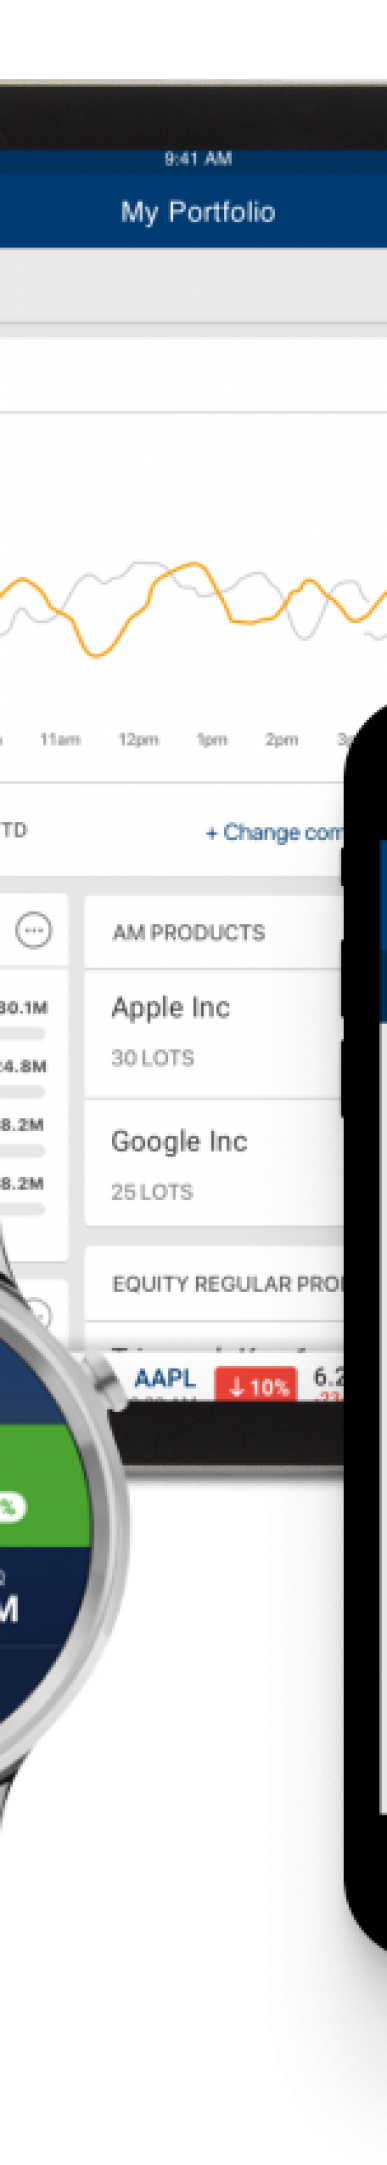 9:41 AM
My Portfolio
11am 12pm 1pm 2pm
TD
+ Change com
AM PRODUCTS
30.1M
Apple Inc
4.8M
30 LOTS
8.2M
Google Inc
8.2M
25 LOTS
EQUITY REGULAR PRO
AAPL ↓10% 6.2
%
M